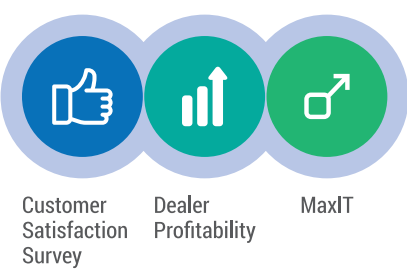 Customer
Satisfaction
Survey
Dealer
Profitability
MaxIT